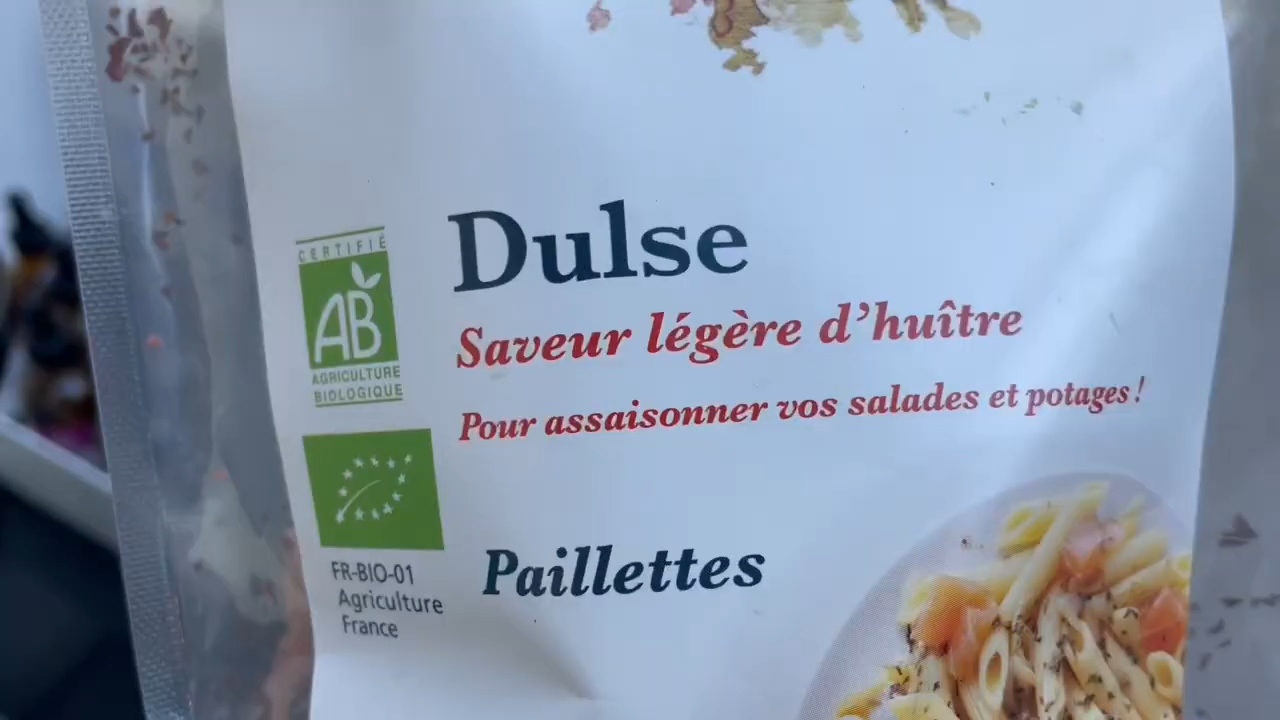 Dulse
Saveur légère d'huître
Pour assaisonner vos salades et potages!
CERTIFIÉ
AB
AGRICULTURE
BIOLOGIQUE
Paillettes
FR-BIO-01
Agriculture
France